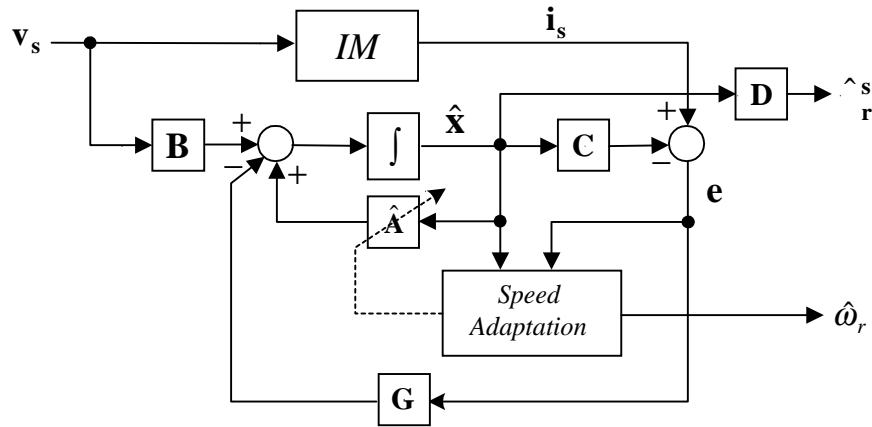 v_s
IM
i_s
D
^ s r
+
B
+
−
+
∫
x̂
C
−
e
Â
Speed
Adaptation
ω̂_r
G